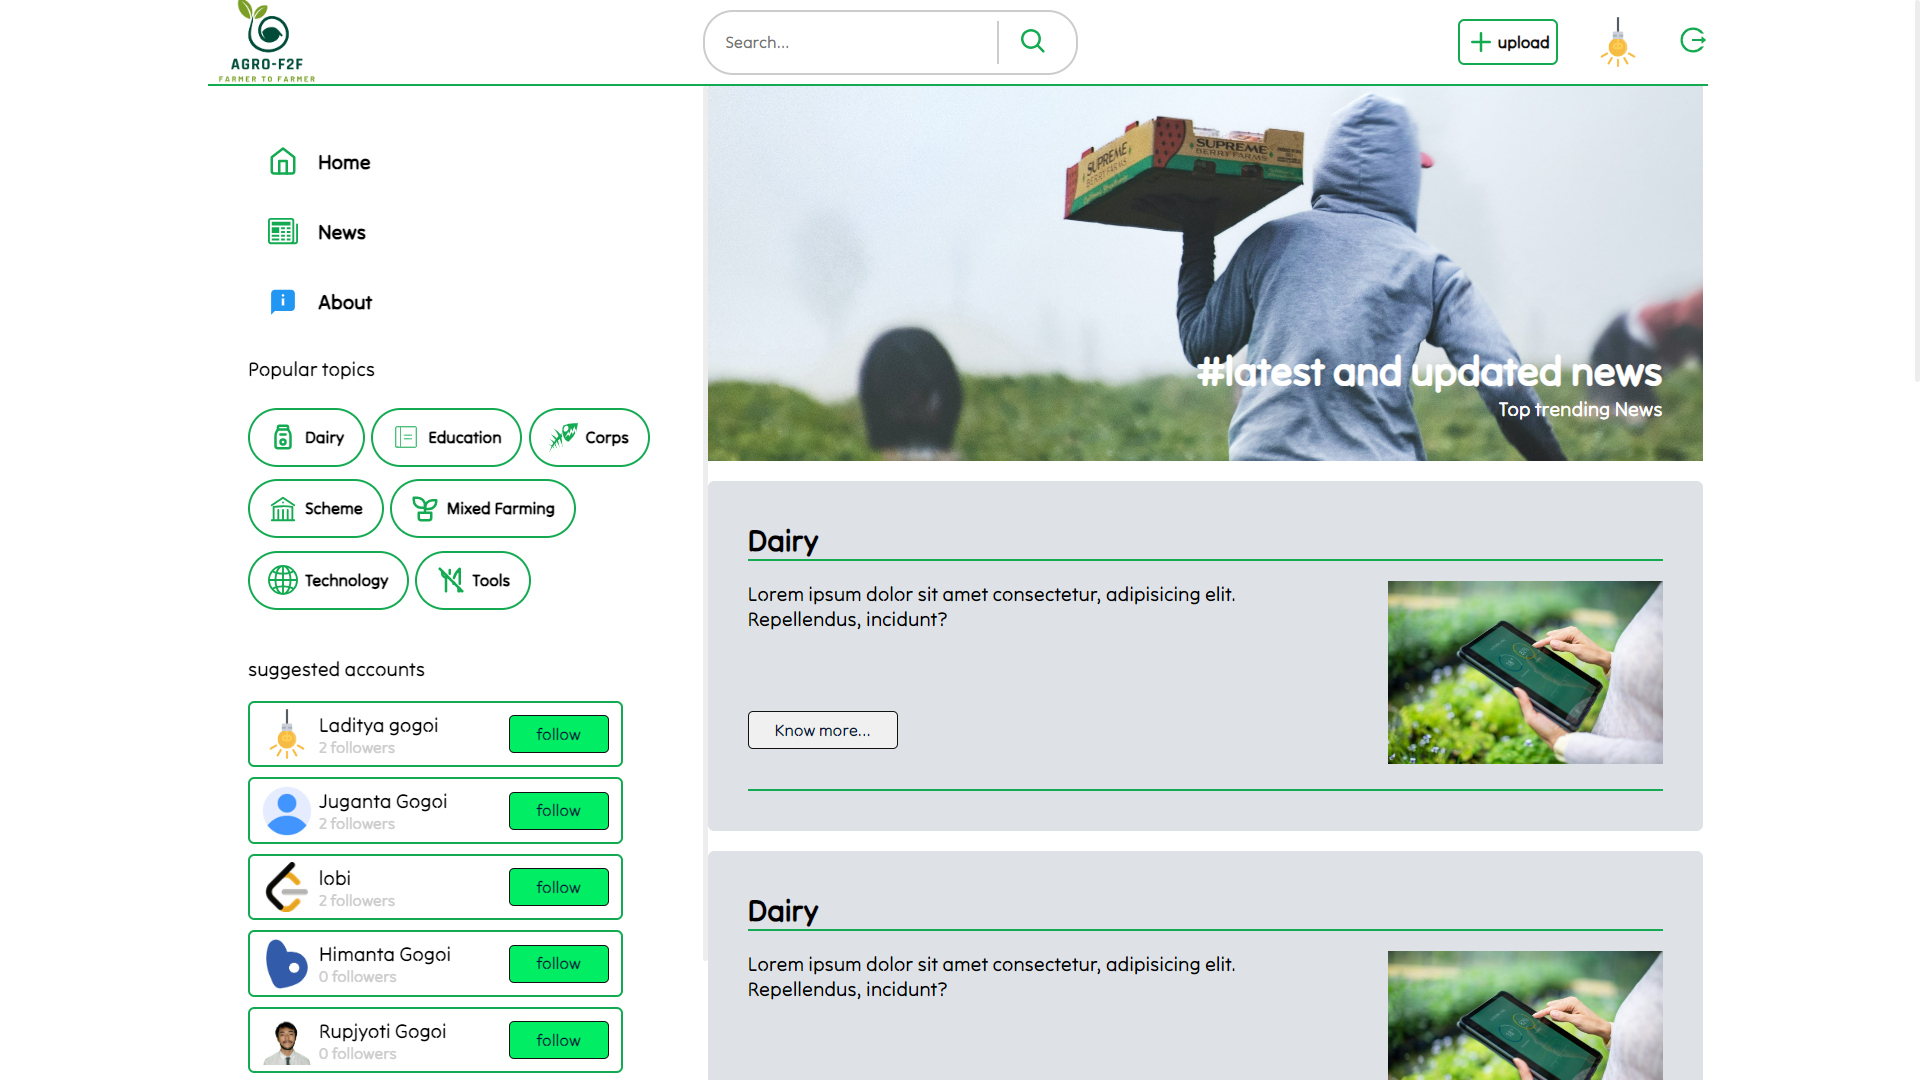 AGRO-F2F
FARMER TO FARMER
Search...
upload
Home
News
About
Popular topics
Dairy
Education
Corps
Scheme
Mixed Farming
Technology
Tools
suggested accounts
Laditya gogoi
2 followers
follow
Juganta Gogoi
2 followers
follow
lobi
2 followers
follow
Himanta Gogoi
0 followers
follow
Rupjyoti Gogoi
0 followers
follow
SUPREME
BERRY FARMS
SUPREME
BERRY FARMS
#latest and updated news
Top trending News
Dairy
Lorem ipsum dolor sit amet consectetur, adipisicing elit.
Repellendus, incidunt?
Know more...
Dairy
Lorem ipsum dolor sit amet consectetur, adipisicing elit.
Repellendus, incidunt?